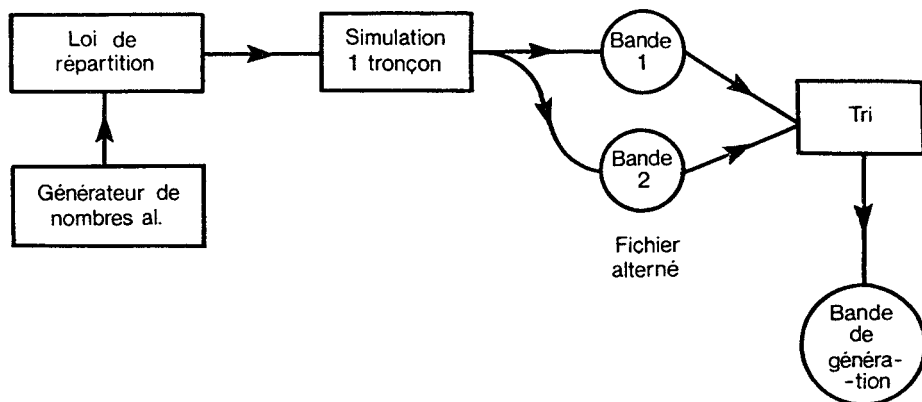 Loi de
répartition
Simulation
1 tronçon
Bande
1
Tri
Générateur de
nombres al.
Bande
2
Fichier
alterné
Bande
de
généra-
-tion